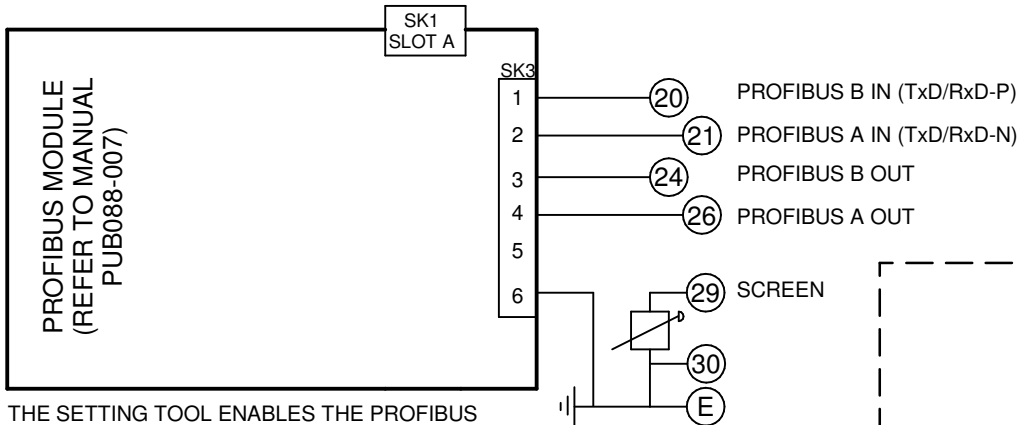 SK1
SLOT A
PROFIBUS MODULE
(REFER TO MANUAL
PUB088-007)
SK3
1
20
PROFIBUS B IN (TxD/RxD-P)
2
21
PROFIBUS A IN (TxD/RxD-N)
3
24
PROFIBUS B OUT
4
26
PROFIBUS A OUT
5
6
29
SCREEN
30
E
THE SETTING TOOL ENABLES THE PROFIBUS